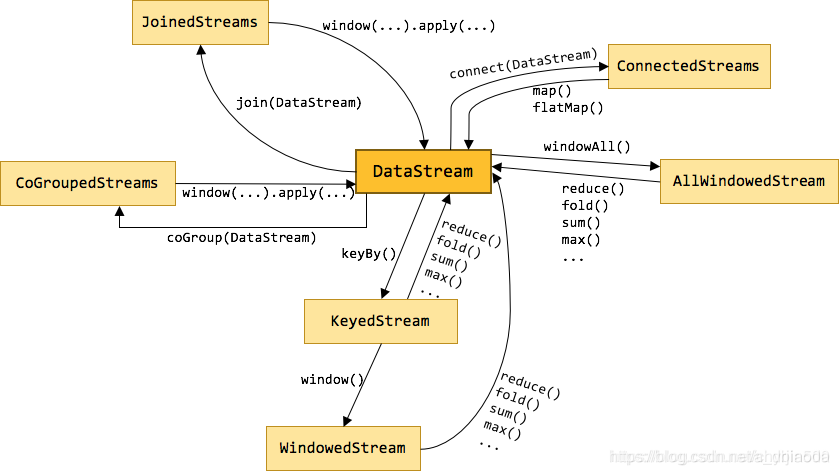 JoinedStreams
window(...).apply(...)
connect(DataStream)
ConnectedStreams
map()
flatMap()
join(DataStream)
windowAll()
DataStream
CoGroupedStreams
window(...).apply(...)
AllWindowedStream
reduce()
fold()
sum()
max()
...
coGroup(DataStream)
keyBy()
reduce()
fold()
sum()
max()
...
KeyedStream
window()
reduce()
fold()
sum()
max()
...
WindowedStream